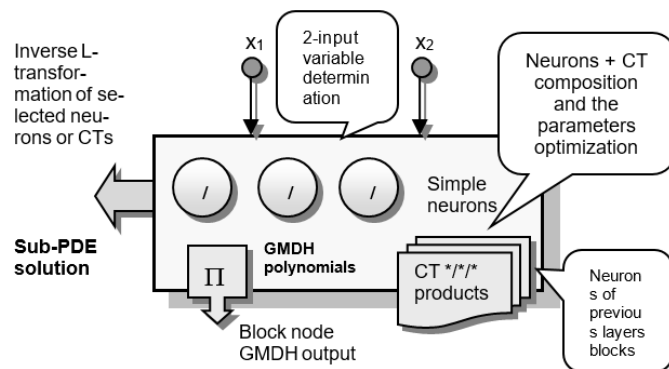 Inverse L-
transfor-
mation of se-
lected neu-
rons or CTs
x1
2-input
variable
determin
ation
x2
Neurons + CT
composition
and the
parameters
optimization
/
/
/
Simple
neurons
Sub-PDE
solution
Π
GMDH
polynomials
CT */*/*
products
Neuron
s of
previou
s layers
blocks
Block node
GMDH output